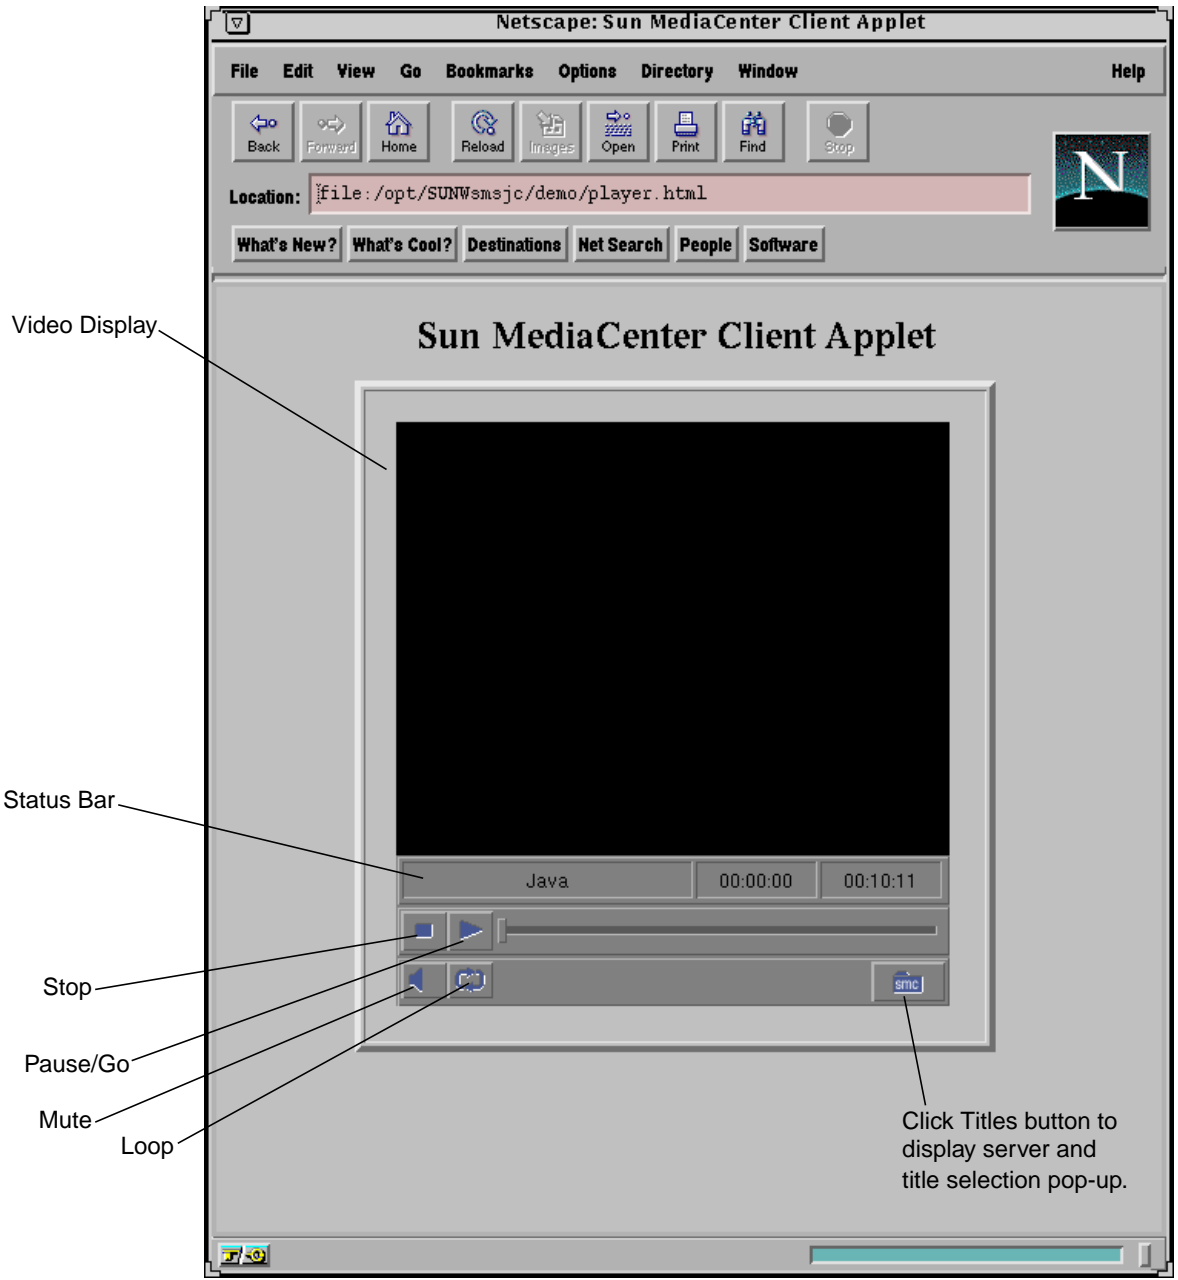 Netscape: Sun MediaCenter Client Applet
File Edit View Go Bookmarks Options Directory Window Help
Back Forward Home Reload Images Open Print Find Stop
N
Location: file:/opt/SUNWsmsjc/demo/player.html
What's New? What's Cool? Destinations Net Search People Software
Video Display
Sun MediaCenter Client Applet
Status Bar
Java 00:00:00 00:10:11
Stop
smc
Pause/Go
Mute
Loop
Click Titles button to
display server and
title selection pop-up.